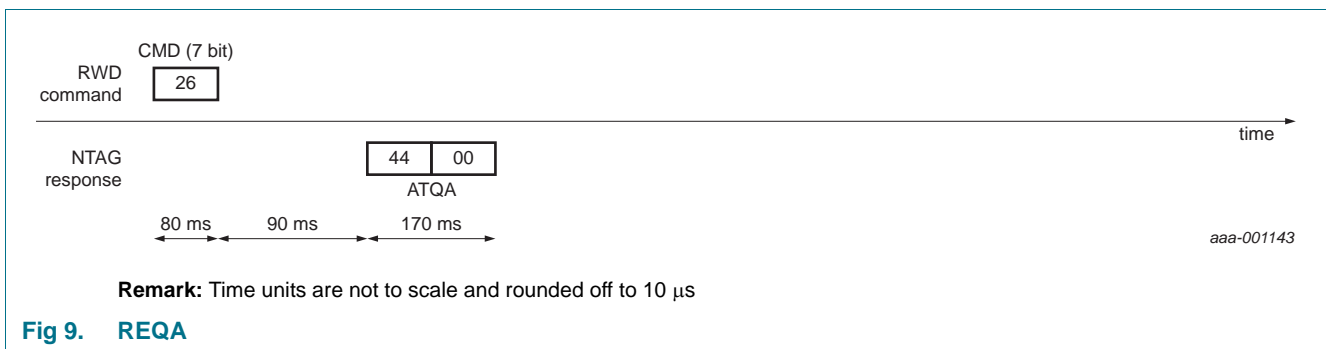 CMD (7 bit)
RWD
command
26
time
NTAG
response
44 00
ATQA
80 ms 90 ms 170 ms
aaa-001143
Remark: Time units are not to scale and rounded off to 10 μs
Fig 9. REQA